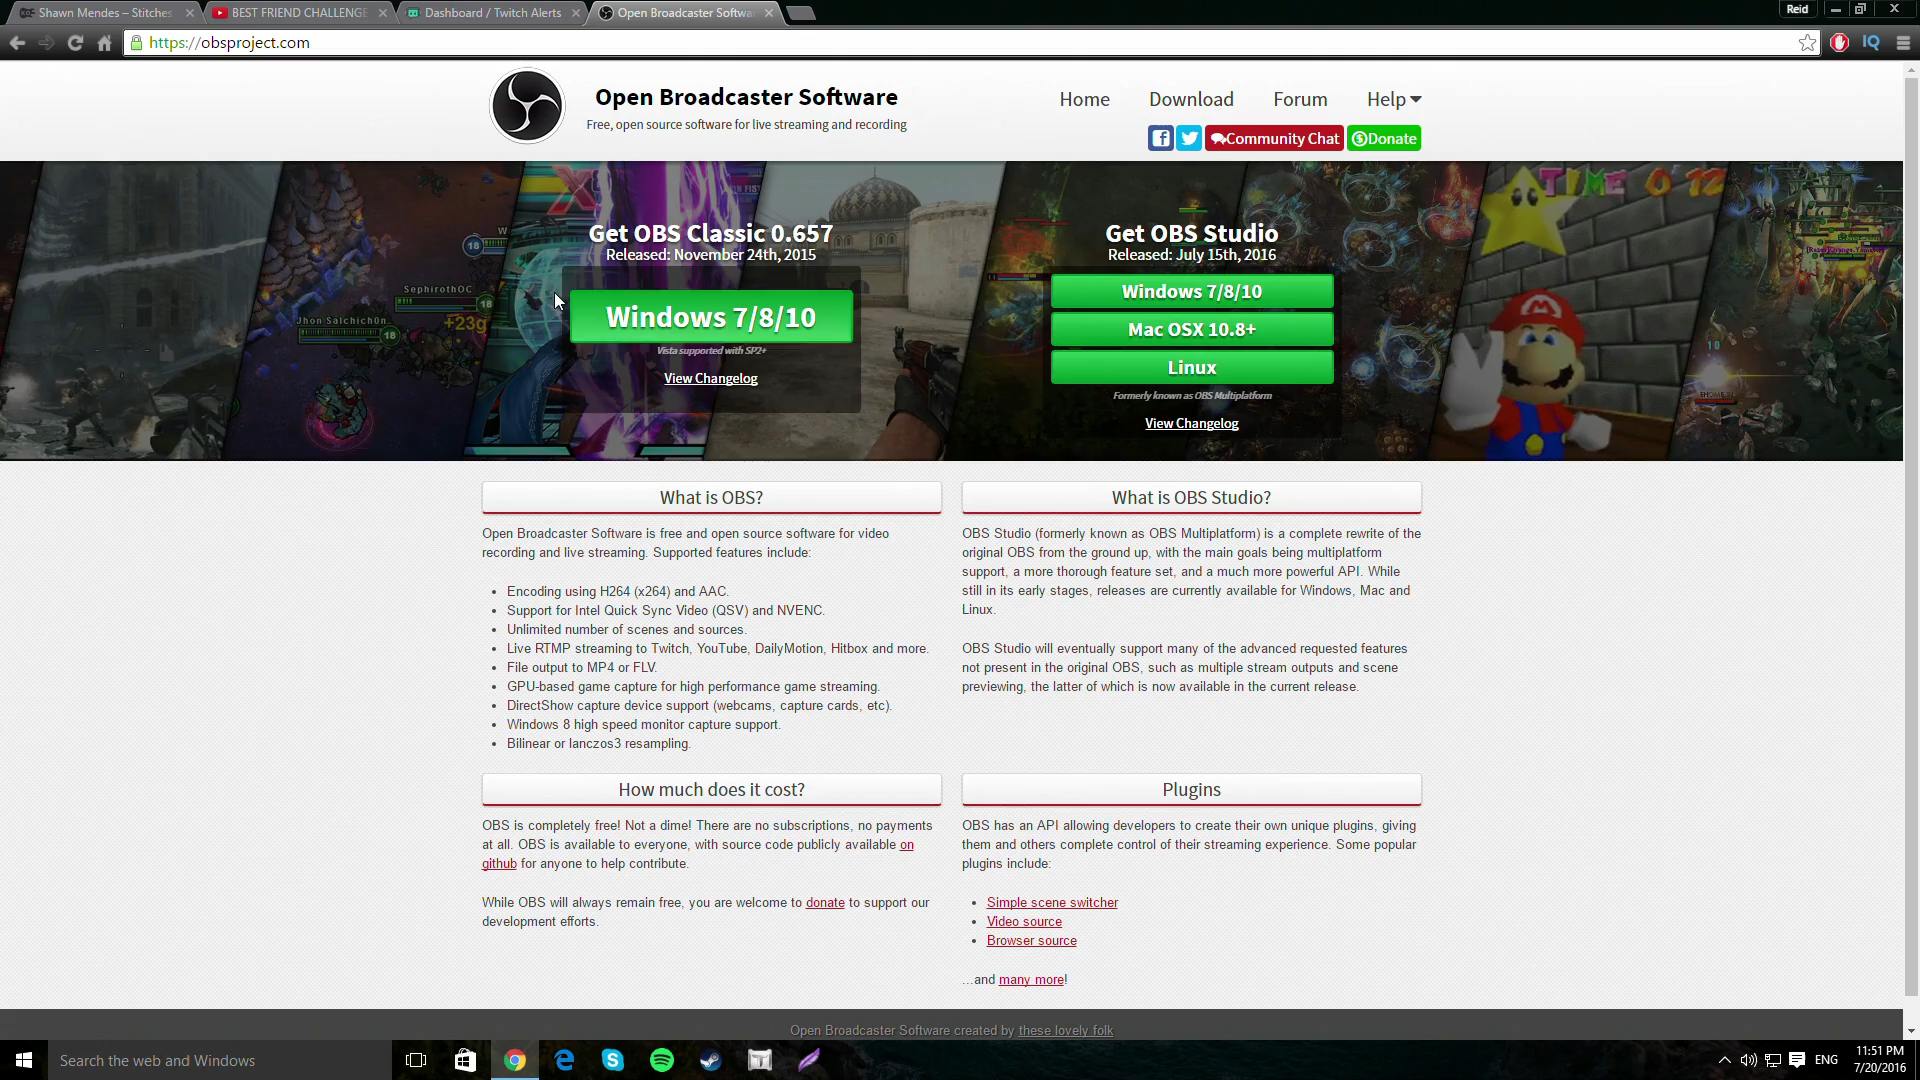 Shawn Mendes – Stitches
BEST FRIEND CHALLENGE
Dashboard / Twitch Alerts
Open Broadcaster Softwa
Reid
https://obsproject.com
IQ
Open Broadcaster Software
Free, open source software for live streaming and recording
Home Download Forum Help
Community Chat Donate
Get OBS Classic 0.657
Released: November 24th, 2015
Windows 7/8/10
Vista supported with SP2+
View Changelog
Get OBS Studio
Released: July 15th, 2016
Windows 7/8/10
Mac OSX 10.8+
Linux
Formerly known as OBS Multiplatform
View Changelog
SephirothOC
18
18
+23g
Jhon Salchich0n
18
TIME 0 12
10
What is OBS?
Open Broadcaster Software is free and open source software for video
recording and live streaming. Supported features include:
• Encoding using H264 (x264) and AAC.
• Support for Intel Quick Sync Video (QSV) and NVENC.
• Unlimited number of scenes and sources.
• Live RTMP streaming to Twitch, YouTube, DailyMotion, Hitbox and more.
• File output to MP4 or FLV.
• GPU-based game capture for high performance game streaming.
• DirectShow capture device support (webcams, capture cards, etc).
• Windows 8 high speed monitor capture support.
• Bilinear or lanczos3 resampling.
What is OBS Studio?
OBS Studio (formerly known as OBS Multiplatform) is a complete rewrite of the
original OBS from the ground up, with the main goals being multiplatform
support, a more thorough feature set, and a much more powerful API. While
still in its early stages, releases are currently available for Windows, Mac and
Linux.
OBS Studio will eventually support many of the advanced requested features
not present in the original OBS, such as multiple stream outputs and scene
previewing, the latter of which is now available in the current release.
How much does it cost?
OBS is completely free! Not a dime! There are no subscriptions, no payments
at all. OBS is available to everyone, with source code publicly available on
github for anyone to help contribute.
While OBS will always remain free, you are welcome to donate to support our
development efforts.
Plugins
OBS has an API allowing developers to create their own unique plugins, giving
them and others complete control of their streaming experience. Some popular
plugins include:
• Simple scene switcher
• Video source
• Browser source
...and many more!
Open Broadcaster Software created by these lovely folk
Search the web and Windows
ENG
11:51 PM
7/20/2016